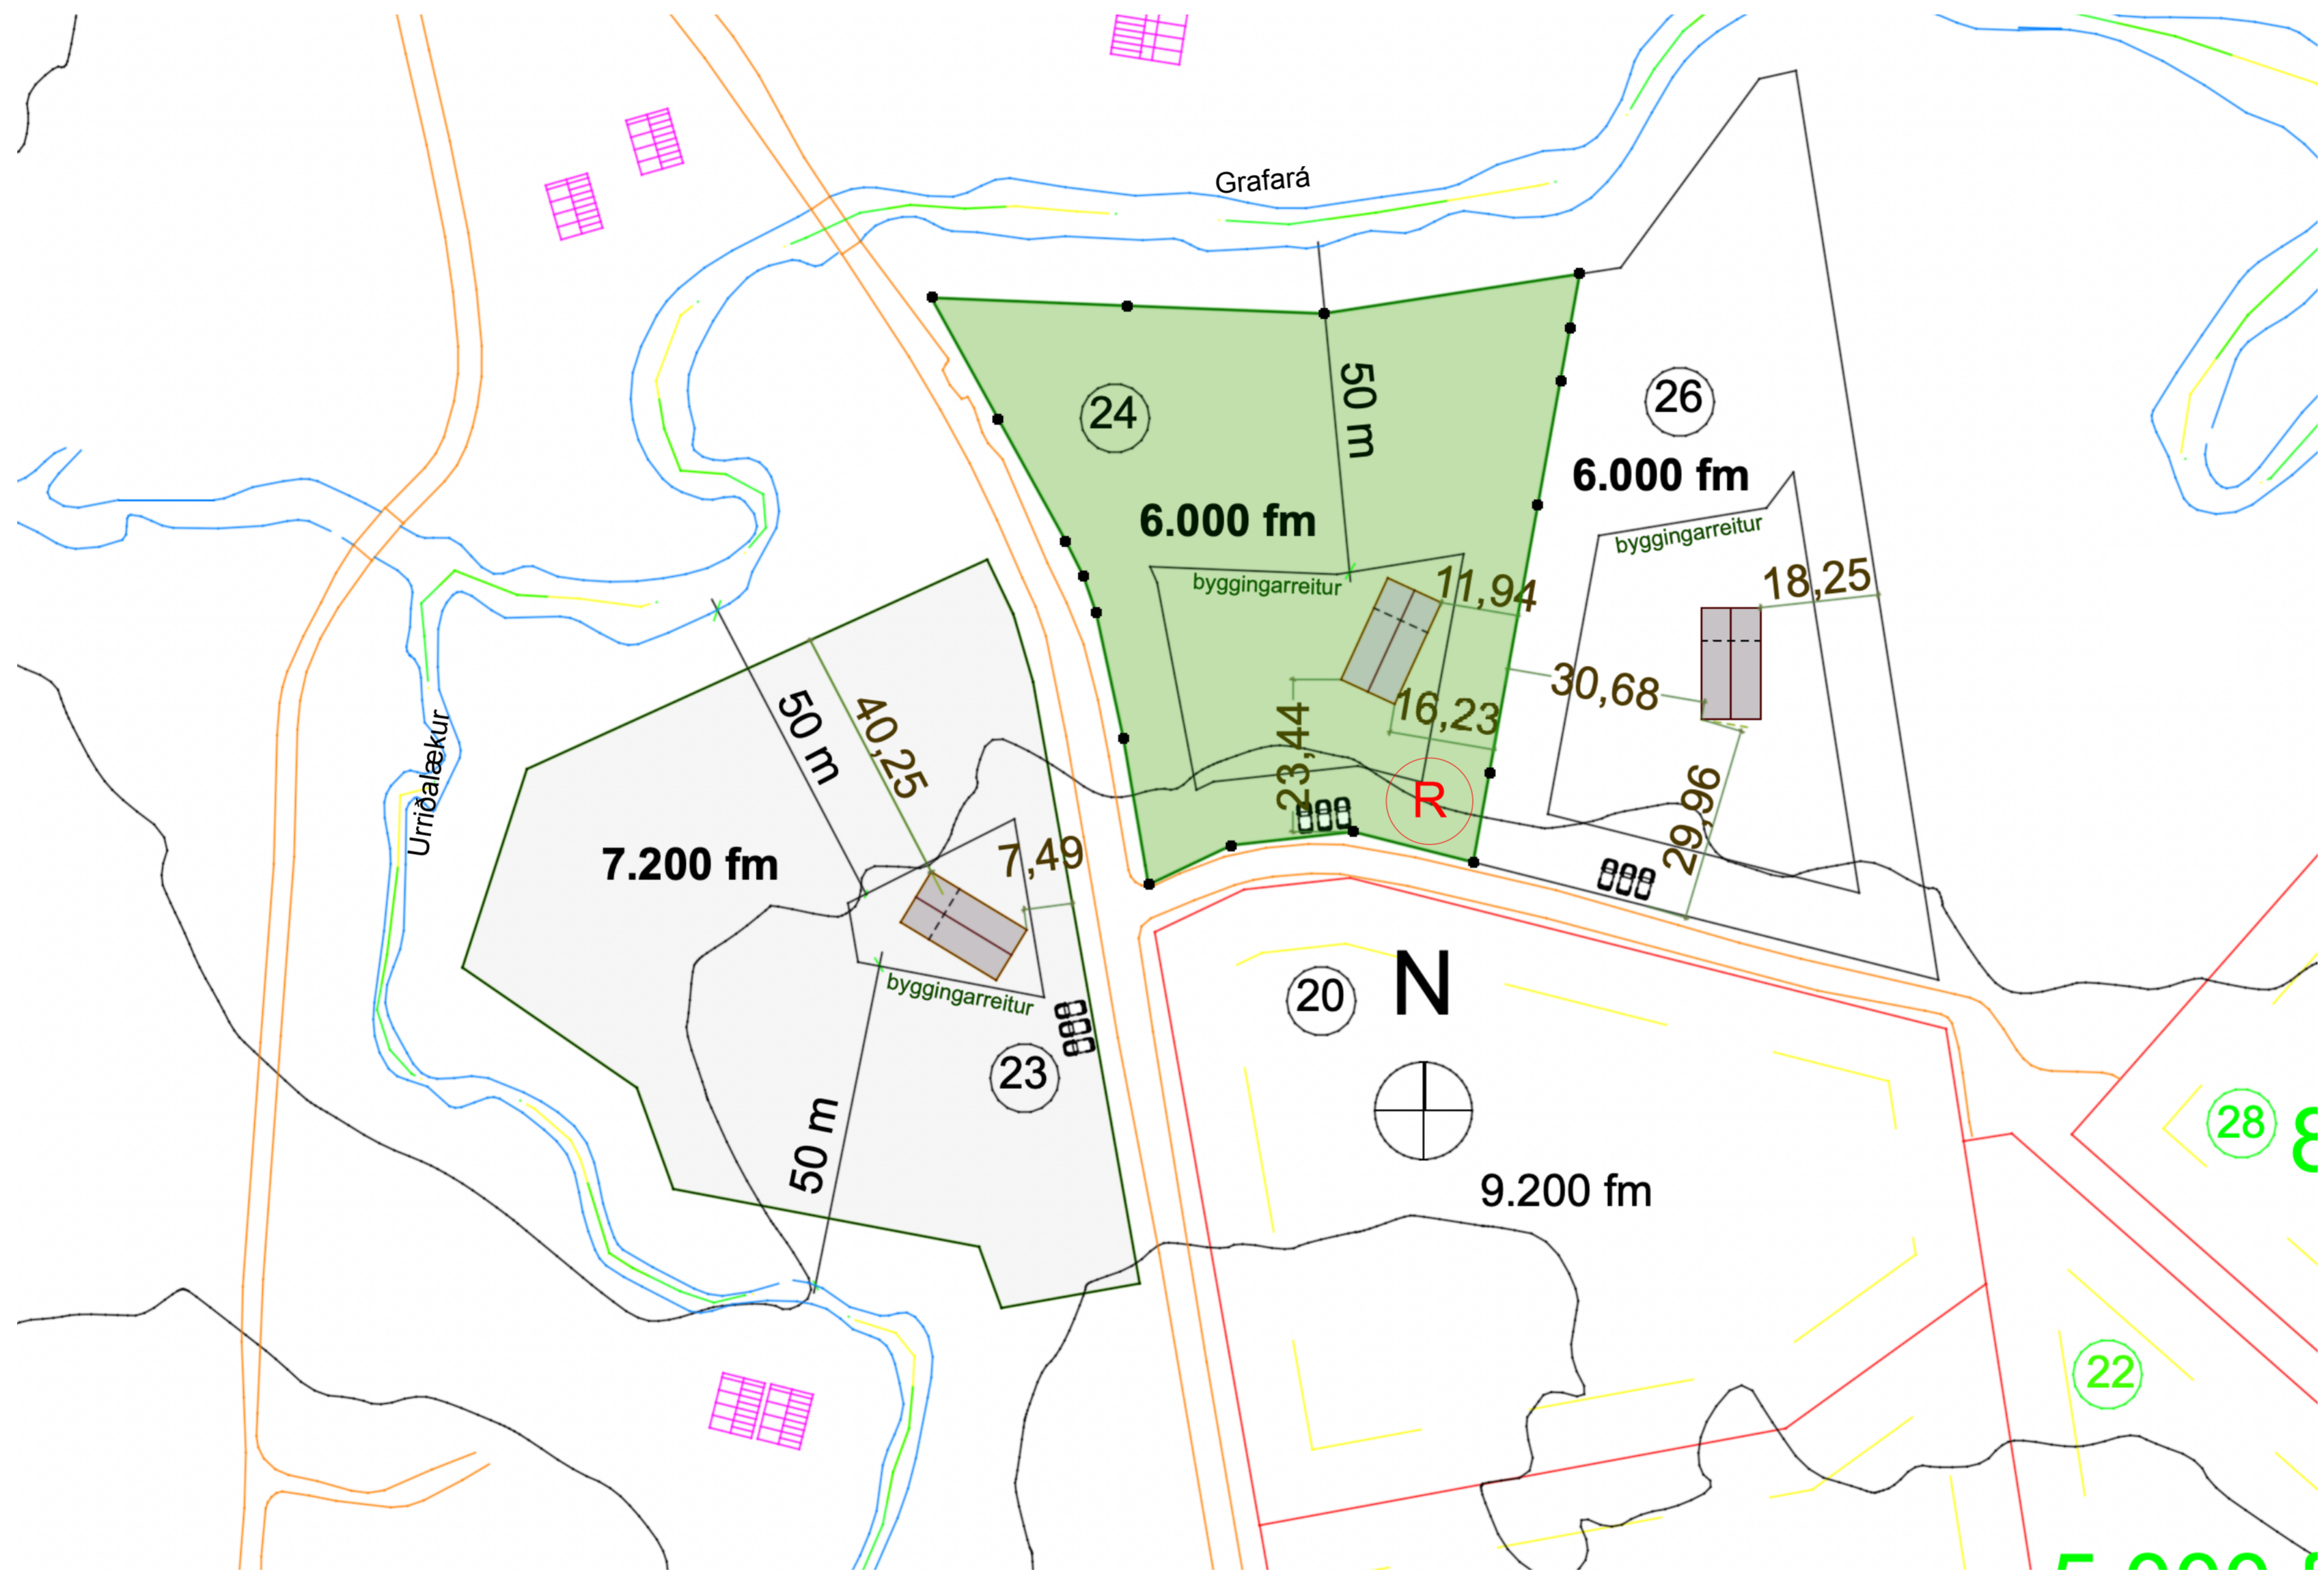 Grafará
24
50 m
26
6.000 fm
6.000 fm
byggingarreitur
byggingarreitur
11,94
18,25
30,68
16,23
23,44
R
29,96
50 m
40,25
Urriðalækur
7.200 fm
7,49
byggingarreitur
23
50 m
20
N
9.200 fm
28
8
22